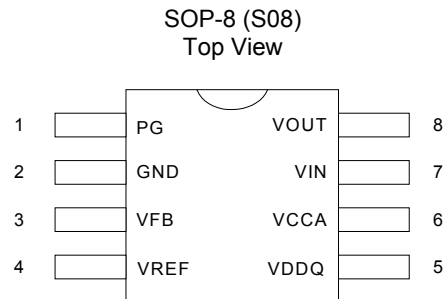 SOP-8 (S08)
Top View
1 PG VOUT 8
2 GND VIN 7
3 VFB VCCA 6
4 VREF VDDQ 5